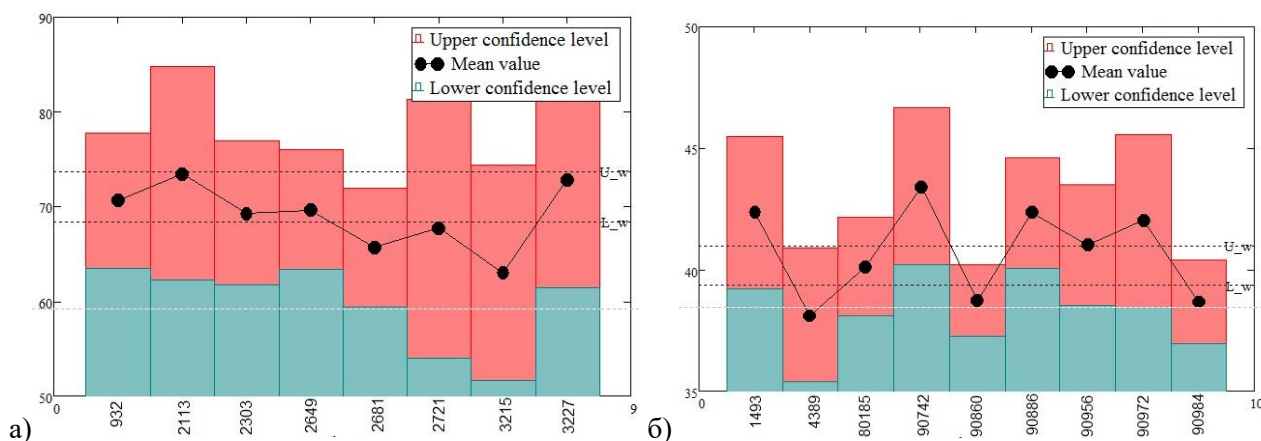 90
80
70
60
50
0
9
Upper confidence level
Mean value
Lower confidence level
U_w
L_w
932
2113
2303
2649
2681
2721
3215
3227
а)
50
45
40
35
0
10
Upper confidence level
Mean value
Lower confidence level
U_w
L_w
1493
4389
80185
90742
90860
90886
90956
90972
90984
б)